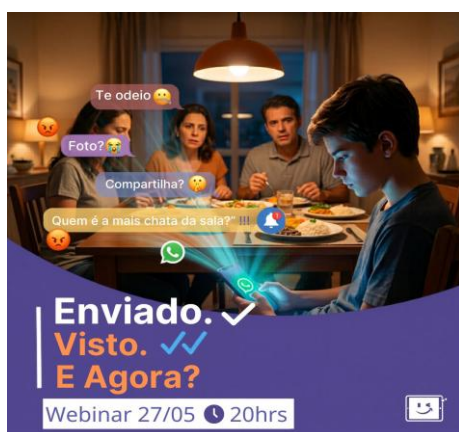 Te odeio 🤐
Foto?😭
Compartilha? 🤫
Quem é a mais chata da sala?" !!!
Enviado. ✓
Visto. ✓✓
E Agora?
Webinar 27/05 🕓 20hrs